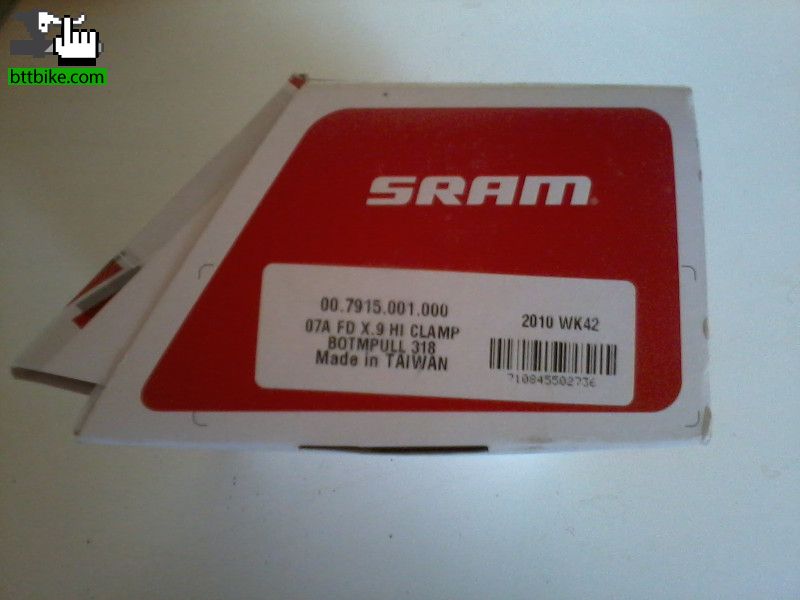 bttbike.com
SRAM
00.7915.001.000
07A FD X.9 HI CLAMP
BOTMPULL 318
Made in TAIWAN
2010 WK42
710845502736